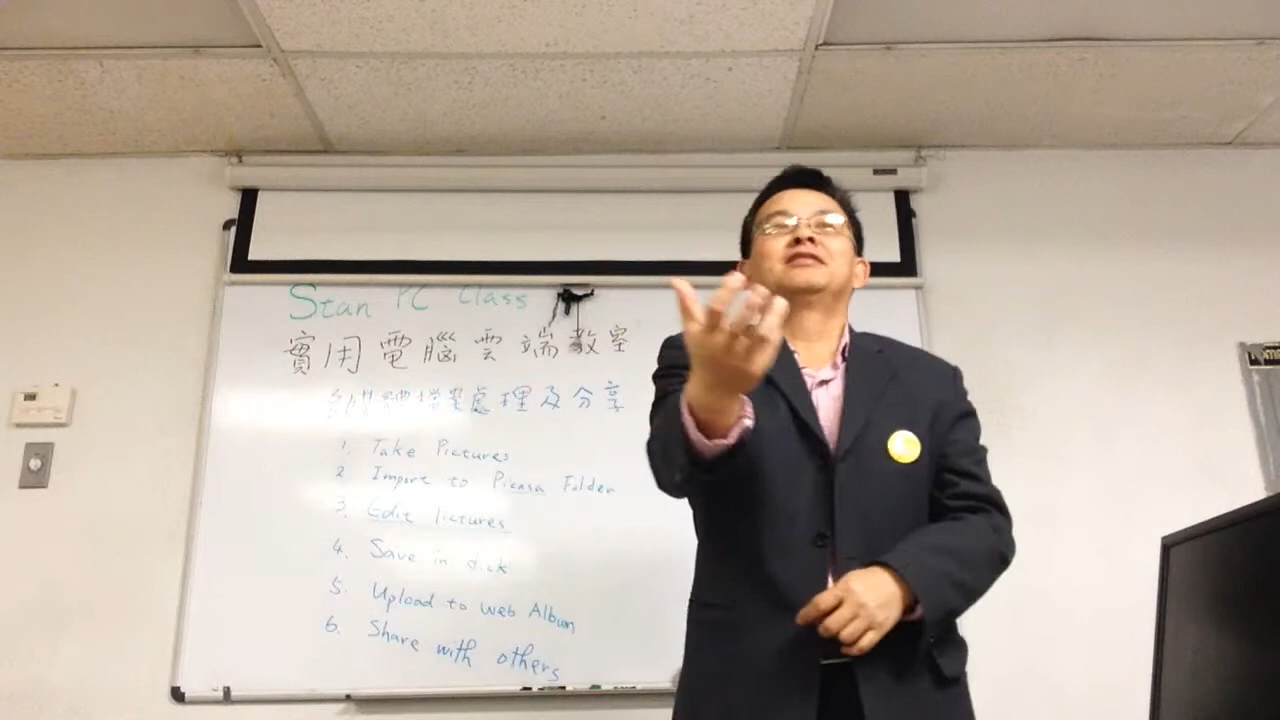 Stan PC Class
實用電腦雲端教室
媒體檔案處理及分享
1. Take Pictures
2 Import to Picasa Folder
3. Edit Pictures
4. Save in disk
5. Upload to Web Album
6. Share with others